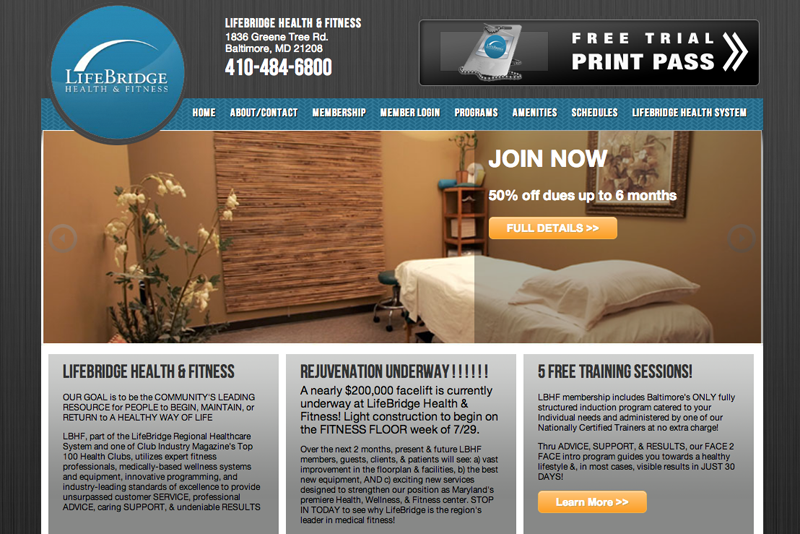 LIFEBRIDGE
HEALTH & FITNESS
LIFEBRIDGE HEALTH & FITNESS
1836 Greene Tree Rd.
Baltimore, MD 21208
410-484-6800
FREE TRIAL
PRINT PASS
HOME ABOUT/CONTACT MEMBERSHIP MEMBER LOGIN PROGRAMS AMENITIES SCHEDULES LIFEBRIDGE HEALTH SYSTEM
JOIN NOW
50% off dues up to 6 months
FULL DETAILS >>
LIFEBRIDGE HEALTH & FITNESS
OUR GOAL is to be the COMMUNITY'S LEADING
RESOURCE for PEOPLE to BEGIN, MAINTAIN, or
RETURN to A HEALTHY WAY OF LIFE
LBHF, part of the LifeBridge Regional Healthcare
System and one of Club Industry Magazine's Top
100 Health Clubs, utilizes expert fitness
professionals, medically-based wellness systems
and equipment, innovative programming, and
industry-leading standards of excellence to provide
unsurpassed customer SERVICE, professional
ADVICE, caring SUPPORT, & undeniable RESULTS
REJUVENATION UNDERWAY ! ! ! ! ! !
A nearly $200,000 facelift is currently
underway at LifeBridge Health &
Fitness! Light construction to begin on
the FITNESS FLOOR week of 7/29.
Over the next 2 months, present & future LBHF
members, guests, clients, & patients will see: a) vast
improvement in the floorplan & facilities, b) the best
new equipment, AND c) exciting new services
designed to strengthen our position as Maryland's
premiere Health, Wellness, & Fitness center. STOP
IN TODAY to see why LifeBridge is the region's
leader in medical fitness!
5 FREE TRAINING SESSIONS!
LBHF membership includes Baltimore's ONLY fully
structured induction program catered to your
Individual needs and administered by one of our
Nationally Certified Trainers at no extra charge!
Thru ADVICE, SUPPORT, & RESULTS, our FACE 2
FACE intro program guides you towards a healthy
lifestyle &, in most cases, visible results in JUST 30
DAYS!
Learn More >>